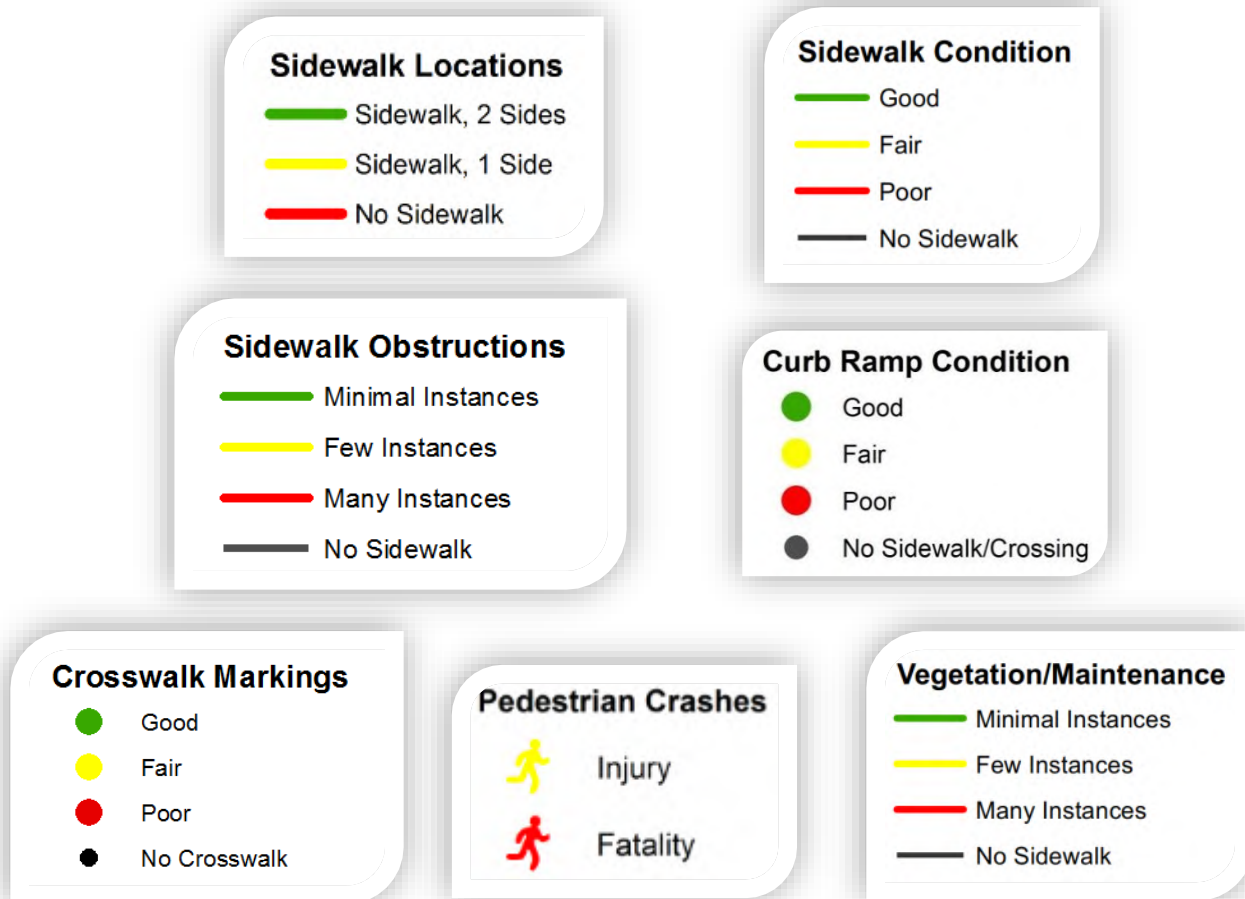 Sidewalk Locations
Sidewalk, 2 Sides
Sidewalk, 1 Side
No Sidewalk
Sidewalk Condition
Good
Fair
Poor
No Sidewalk
Sidewalk Obstructions
Minimal Instances
Few Instances
Many Instances
No Sidewalk
Curb Ramp Condition
Good
Fair
Poor
No Sidewalk/Crossing
Crosswalk Markings
Good
Fair
Poor
No Crosswalk
Pedestrian Crashes
Injury
Fatality
Vegetation/Maintenance
Minimal Instances
Few Instances
Many Instances
No Sidewalk